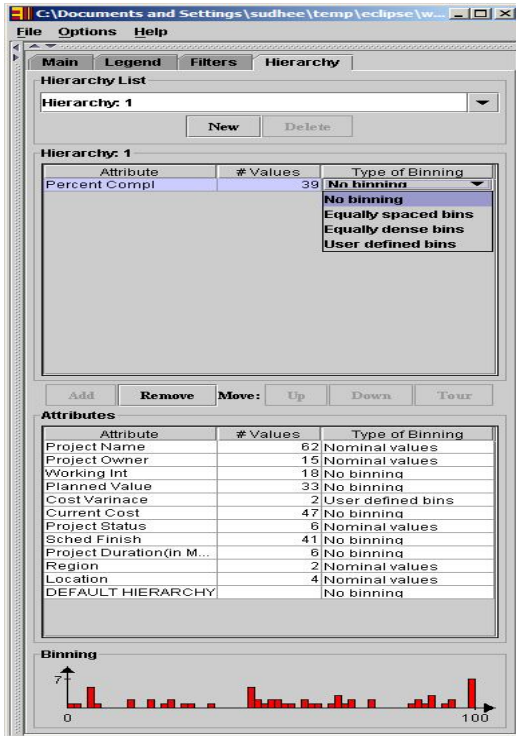 C:\Documents and Settings\sudhee\temp\eclipse\w...
File Options Help
Main Legend Filters Hierarchy
Hierarchy List
Hierarchy: 1
New Delete
Hierarchy: 1
Attribute # Values Type of Binning
Percent Compl 39 No binning
No binning
Equally spaced bins
Equally dense bins
User defined bins
Add Remove Move: Up Down Tour
Attributes
Attribute # Values Type of Binning
Project Name 62 Nominal values
Project Owner 15 Nominal values
Working Int 18 No binning
Planned Value 33 No binning
Cost Varinace 2 User defined bins
Current Cost 47 No binning
Project Status 6 Nominal values
Sched Finish 41 No binning
Project Duration(in M... 6 No binning
Region 2 Nominal values
Location 4 Nominal values
DEFAULT HIERARCHY No binning
Binning
7
0 100